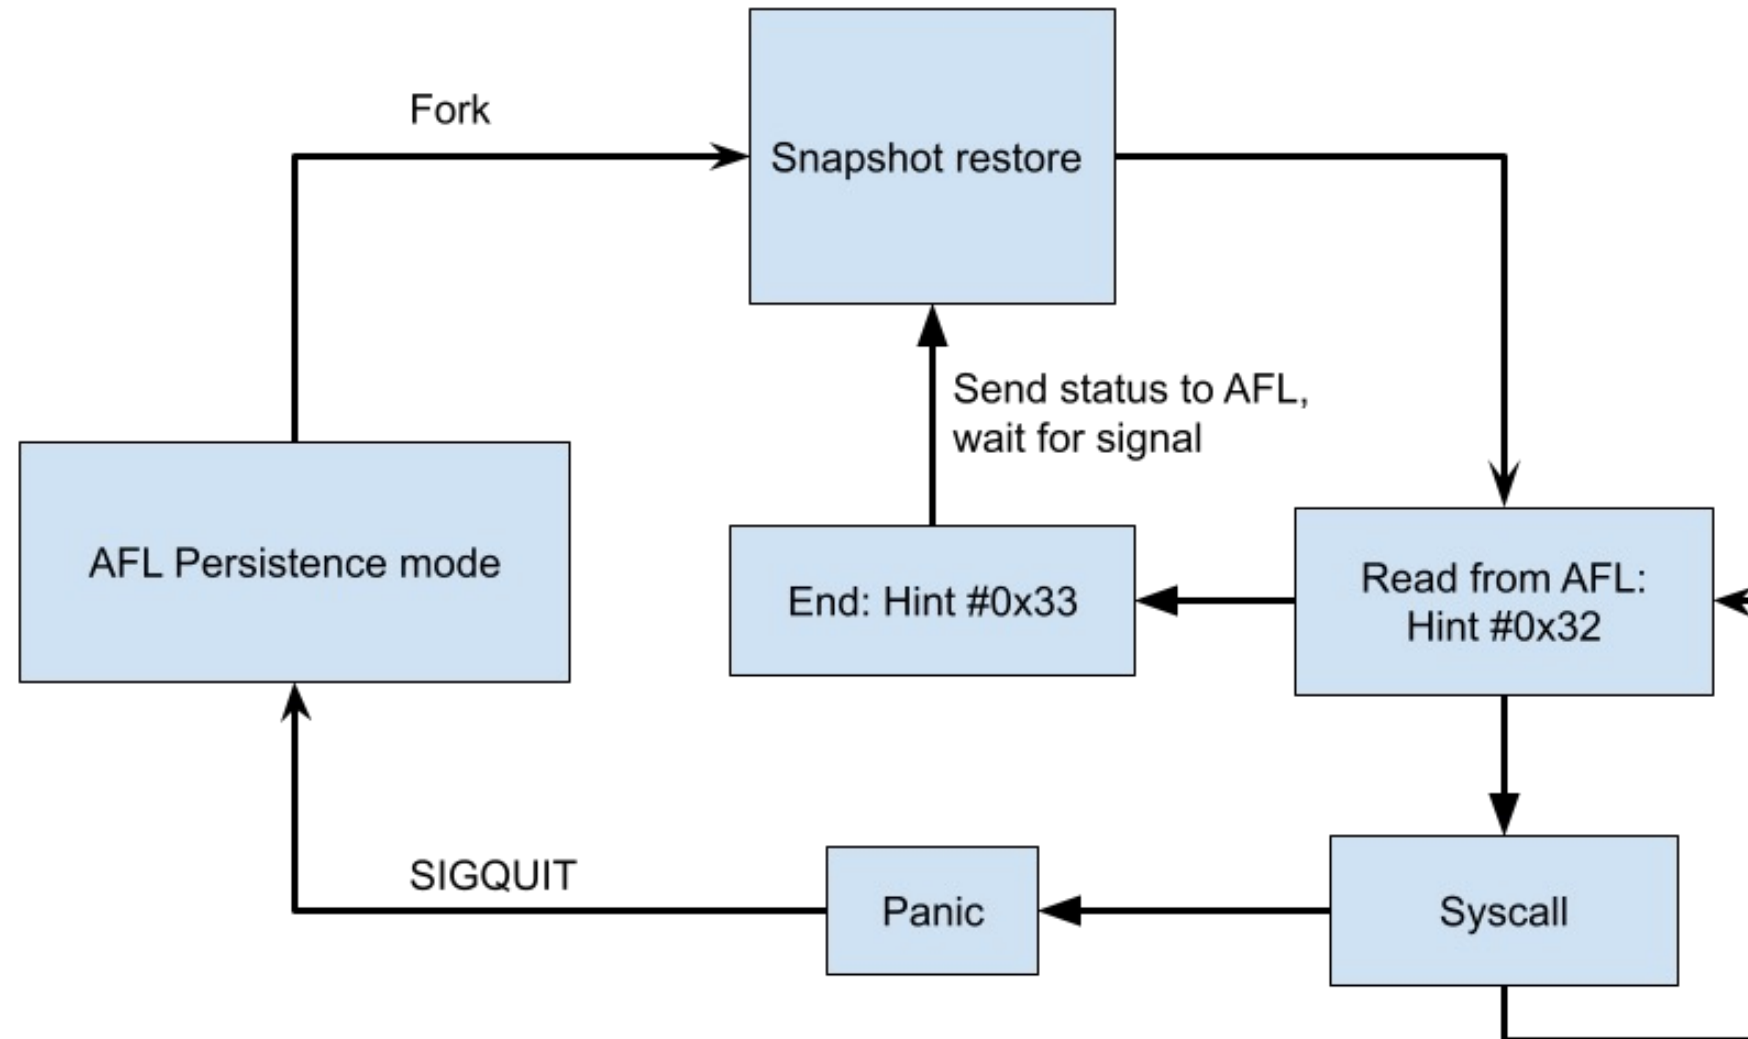 Fork
Snapshot restore
Send status to AFL,
wait for signal
AFL Persistence mode
End: Hint #0x33
Read from AFL:
Hint #0x32
SIGQUIT
Panic
Syscall